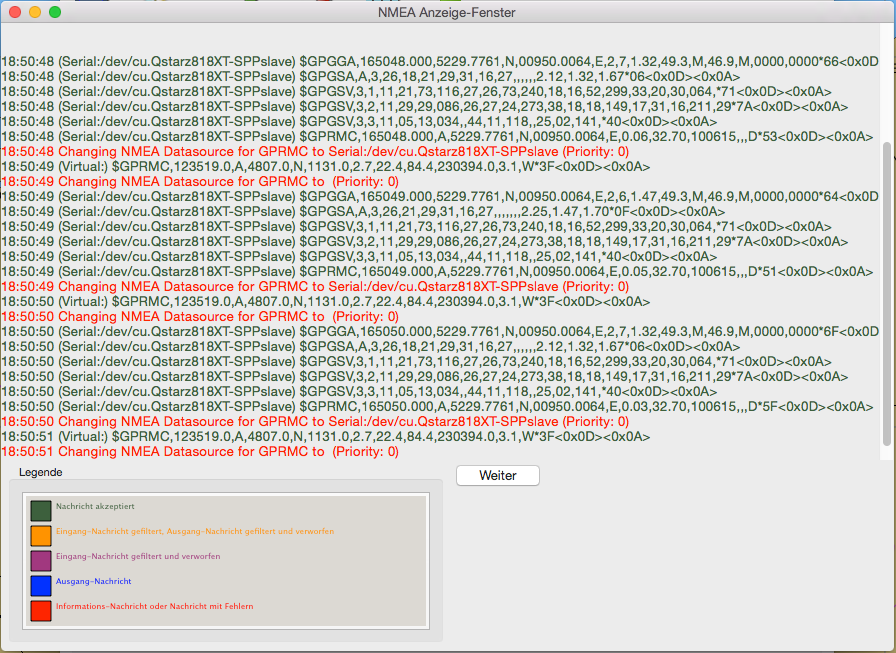 NMEA Anzeige-Fenster
18:50:48 (Serial:/dev/cu.Qstarz818XT-SPPslave) $GPGGA,165048.000,5229.7761,N,00950.0064,E,2,7,1.32,49.3,M,46.9,M,0000,0000*66<0x0D
18:50:48 (Serial:/dev/cu.Qstarz818XT-SPPslave) $GPGSA,A,3,26,18,21,29,31,16,27,,,,,,2.12,1.32,1.67*06<0x0D><0x0A>
18:50:48 (Serial:/dev/cu.Qstarz818XT-SPPslave) $GPGSV,3,1,11,21,73,116,27,26,73,240,18,16,52,299,33,20,30,064,*71<0x0D><0x0A>
18:50:48 (Serial:/dev/cu.Qstarz818XT-SPPslave) $GPGSV,3,2,11,29,29,086,26,27,24,273,38,18,18,149,17,31,16,211,29*7A<0x0D><0x0A>
18:50:48 (Serial:/dev/cu.Qstarz818XT-SPPslave) $GPGSV,3,3,11,05,13,034,,44,11,118,,25,02,141,*40<0x0D><0x0A>
18:50:48 (Serial:/dev/cu.Qstarz818XT-SPPslave) $GPRMC,165048.000,A,5229.7761,N,00950.0064,E,0.06,32.70,100615,,,D*53<0x0D><0x0A>
18:50:48 Changing NMEA Datasource for GPRMC to Serial:/dev/cu.Qstarz818XT-SPPslave (Priority: 0)
18:50:49 (Virtual:) $GPRMC,123519.0,A,4807.0,N,1131.0,2.7,22.4,84.4,230394.0,3.1,W*3F<0x0D><0x0A>
18:50:49 Changing NMEA Datasource for GPRMC to  (Priority: 0)
18:50:49 (Serial:/dev/cu.Qstarz818XT-SPPslave) $GPGGA,165049.000,5229.7761,N,00950.0064,E,2,6,1.47,49.3,M,46.9,M,0000,0000*64<0x0D
18:50:49 (Serial:/dev/cu.Qstarz818XT-SPPslave) $GPGSA,A,3,26,21,29,31,16,27,,,,,,,2.25,1.47,1.70*0F<0x0D><0x0A>
18:50:49 (Serial:/dev/cu.Qstarz818XT-SPPslave) $GPGSV,3,1,11,21,73,116,27,26,73,240,18,16,52,299,33,20,30,064,*71<0x0D><0x0A>
18:50:49 (Serial:/dev/cu.Qstarz818XT-SPPslave) $GPGSV,3,2,11,29,29,086,26,27,24,273,38,18,18,149,17,31,16,211,29*7A<0x0D><0x0A>
18:50:49 (Serial:/dev/cu.Qstarz818XT-SPPslave) $GPGSV,3,3,11,05,13,034,,44,11,118,,25,02,141,*40<0x0D><0x0A>
18:50:49 (Serial:/dev/cu.Qstarz818XT-SPPslave) $GPRMC,165049.000,A,5229.7761,N,00950.0064,E,0.05,32.70,100615,,,D*51<0x0D><0x0A>
18:50:49 Changing NMEA Datasource for GPRMC to Serial:/dev/cu.Qstarz818XT-SPPslave (Priority: 0)
18:50:50 (Virtual:) $GPRMC,123519.0,A,4807.0,N,1131.0,2.7,22.4,84.4,230394.0,3.1,W*3F<0x0D><0x0A>
18:50:50 Changing NMEA Datasource for GPRMC to  (Priority: 0)
18:50:50 (Serial:/dev/cu.Qstarz818XT-SPPslave) $GPGGA,165050.000,5229.7761,N,00950.0064,E,2,7,1.32,49.3,M,46.9,M,0000,0000*6F<0x0D
18:50:50 (Serial:/dev/cu.Qstarz818XT-SPPslave) $GPGSA,A,3,26,18,21,29,31,16,27,,,,,,2.12,1.32,1.67*06<0x0D><0x0A>
18:50:50 (Serial:/dev/cu.Qstarz818XT-SPPslave) $GPGSV,3,1,11,21,73,116,27,26,73,240,18,16,52,299,33,20,30,064,*71<0x0D><0x0A>
18:50:50 (Serial:/dev/cu.Qstarz818XT-SPPslave) $GPGSV,3,2,11,29,29,086,26,27,24,273,38,18,18,149,17,31,16,211,29*7A<0x0D><0x0A>
18:50:50 (Serial:/dev/cu.Qstarz818XT-SPPslave) $GPGSV,3,3,11,05,13,034,,44,11,118,,25,02,141,*40<0x0D><0x0A>
18:50:50 (Serial:/dev/cu.Qstarz818XT-SPPslave) $GPRMC,165050.000,A,5229.7761,N,00950.0064,E,0.03,32.70,100615,,,D*5F<0x0D><0x0A>
18:50:50 Changing NMEA Datasource for GPRMC to Serial:/dev/cu.Qstarz818XT-SPPslave (Priority: 0)
18:50:51 (Virtual:) $GPRMC,123519.0,A,4807.0,N,1131.0,2.7,22.4,84.4,230394.0,3.1,W*3F<0x0D><0x0A>
18:50:51 Changing NMEA Datasource for GPRMC to  (Priority: 0)
Legende
Weiter
Nachricht akzeptiert
Eingang-Nachricht gefiltert, Ausgang-Nachricht gefiltert und verworfen
Eingang-Nachricht gefiltert und verworfen
Ausgang-Nachricht
Informations-Nachricht oder Nachricht mit Fehlern